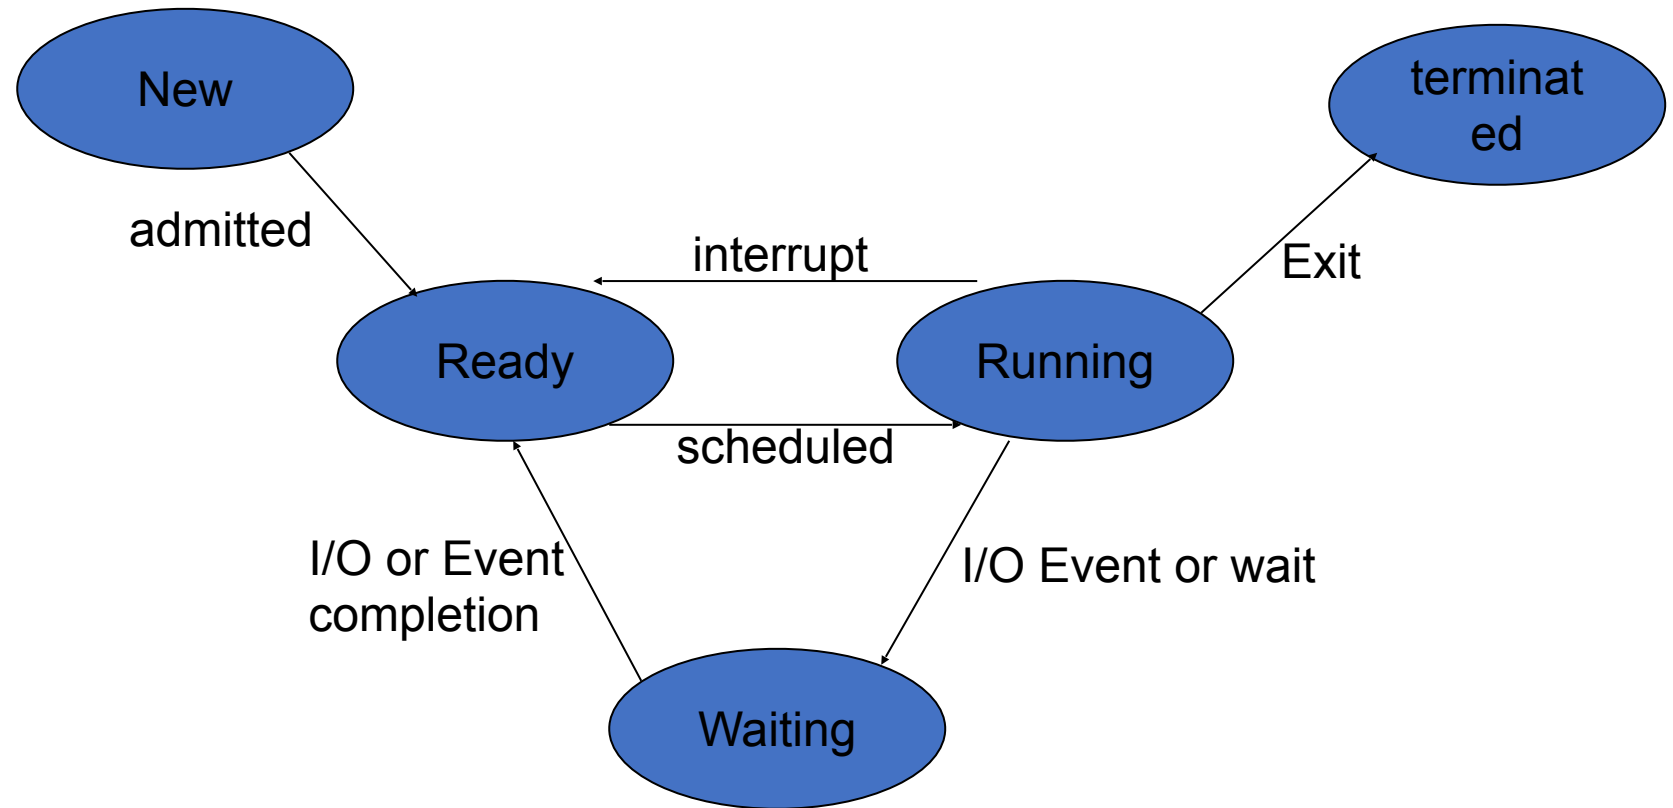 New
terminat
ed
admitted
interrupt
Exit
Ready
Running
scheduled
I/O or Event
completion
I/O Event or wait
Waiting